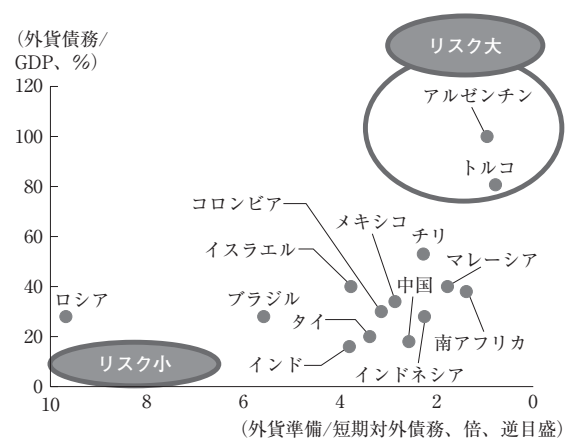 （外貨債務/
GDP、%）
リスク大
120
アルゼンチン
100
トルコ
80
コロンビア
メキシコ
チリ
60
イスラエル
マレーシア
40
中国
ロシア
ブラジル
タイ
20
南アフリカ
リスク小
インド
インドネシア
0
10
8
6
4
2
0
（外貨準備/短期対外債務、倍、逆目盛）